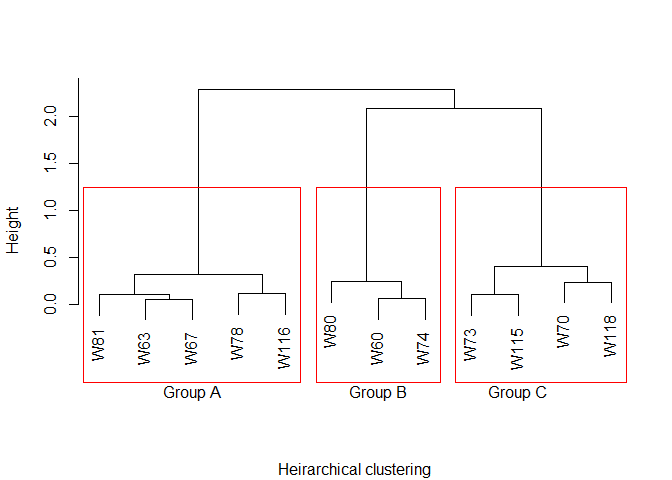 Height
2.0
1.5
1.0
0.5
0.0
W81
W63
W67
W78
W116
W80
W60
W74
W73
W115
W70
W118
Group A
Group B
Group C
Heirarchical clustering